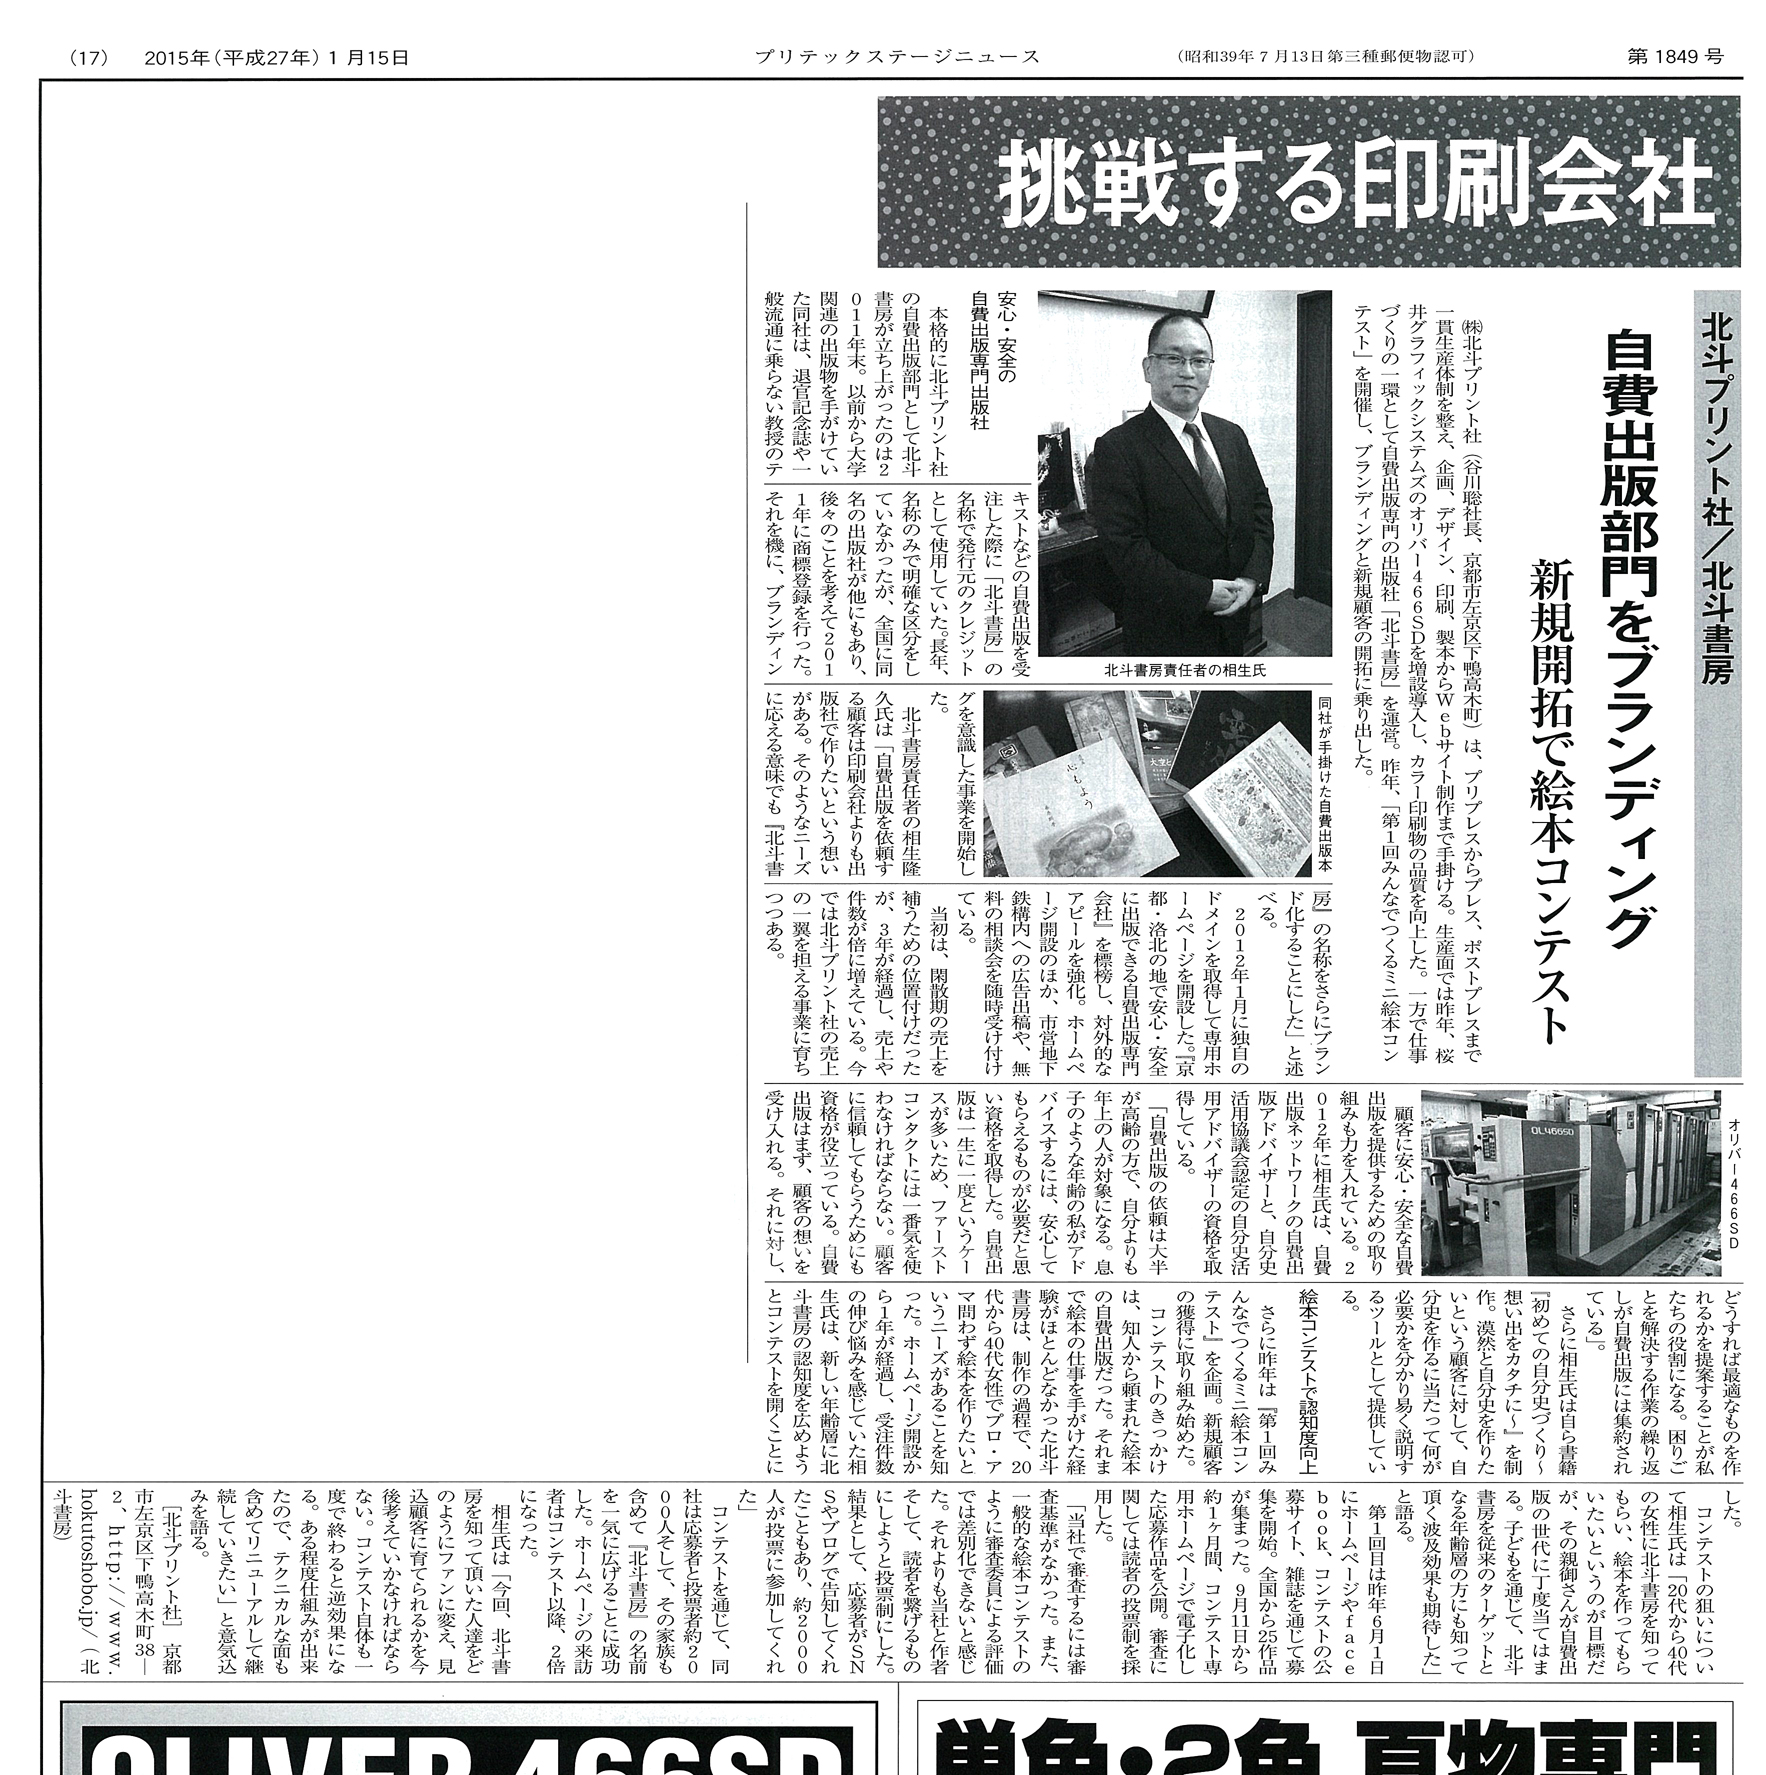 (17)　2015年(平成27年)1月15日　プリテックステージニュース　(昭和39年7月13日第三種郵便物認可)　第1849号
挑戦する印刷会社
北斗プリント社／北斗書房
自費出版部門をブランディング
新規開拓で絵本コンテスト
㈱北斗プリント社（谷川聡社長、京都市左京区下鴨高木町）は、プリプレスからプレス、ポストプレスまで
一貫生産体制を整え、企画、デザイン、印刷、製本からWebサイト制作まで手掛ける。生産面では昨年、桜
井グラフィックシステムズのオリバー466SDを増設導入し、カラー印刷物の品質を向上した。一方で仕事
づくりの一環として自費出版専門の出版社「北斗書房」を運営。昨年、「第1回みんなでつくるミニ絵本コン
テスト」を開催し、ブランディングと新規顧客の開拓に乗り出した。
北斗書房責任者の相生氏
安心・安全の
自費出版専門出版社
本格的に北斗プリント社
の自費出版部門として北斗
書房が立ち上がったのは2
011年末。以前から大学
関連の出版物を手がけてい
た同社は、退官記念誌や一
般流通に乗らない教授のテ
キストなどの自費出版を受
注した際に「北斗書房」の
名称で発行元のクレジット
として使用していた。長年、
名称のみで明確な区分をし
ていなかったが、全国に同
名の出版社が他にもあり、
後々のことを考えて201
1年に商標登録を行った。
それを機に、ブランディン
同社が手掛けた自費出版本
グを意識した事業を開始し
た。
北斗書房責任者の相生隆
久氏は「自費出版を依頼す
る顧客は印刷会社よりも出
版社で作りたいという想い
がある。そのようなニーズ
に応える意味でも『北斗書
房』の名称をさらにブラン
ド化することにした」と述
べる。
2012年1月に独自の
ドメインを取得して専用ホ
ームページを開設した。『京
都・洛北の地で安心・安全
に出版できる自費出版専門
会社』を標榜し、対外的な
アピールを強化。ホームペ
ージ開設のほか、市営地下
鉄構内への広告出稿や、無
料の相談会を随時受け付け
ている。
当初は、閑散期の売上を
補うための位置付けだった
が、3年が経過し、売上や
件数が倍に増えている。今
では北斗プリント社の売上
の一翼を担える事業に育ち
つつある。
オリバー466SD
OL466SD
顧客に安心・安全な自費
出版を提供するための取り
組みも力を入れている。2
012年に相生氏は、自費
出版ネットワークの自費出
版アドバイザーと、自分史
活用協議会認定の自分史活
用アドバイザーの資格を取
得している。
「自費出版の依頼は大半
が高齢の方で、自分よりも
年上の人が対象になる。息
子のような年齢の私がアド
バイスするには、安心して
もらえるものが必要だと思
い資格を取得した。自費出
版は一生に一度というケー
スが多いため、ファースト
コンタクトには一番気を使
わなければならない。顧客
に信頼してもらうためにも
資格が役立っている。自費
出版はまず、顧客の想いを
受け入れる。それに対し、
どうすれば最適なものを作
れるかを提案することが私
たちの役割になる。困りご
とを解決する作業の繰り返
しが自費出版には集約され
ている」。
さらに相生氏は自ら書籍
『初めての自分史づくり～
想い出をカタチに～』を制
作。漠然と自分史を作りた
いという顧客に対して、自
分史を作るに当たって何が
必要かを分かり易く説明す
るツールとして提供してい
る。
絵本コンテストで認知度向上
さらに昨年は『第1回み
んなでつくるミニ絵本コン
テスト』を企画。新規顧客
の獲得に取り組み始めた。
コンテストのきっかけ
は、知人から頼まれた絵本
の自費出版だった。それま
で絵本の仕事を手がけた経
験がほとんどなかった北斗
書房は、制作の過程で、20
代から40代女性でプロ・ア
マ問わず絵本を作りたいと
いうニーズがあることを知
った。ホームページ開設か
ら1年が経過し、受注件数
の伸び悩みを感じていた相
生氏は、新しい年齢層に北
斗書房の認知度を広めよう
とコンテストを開くことに
した。
コンテストの狙いについ
て相生氏は「20代から40代
の女性に北斗書房を知って
もらい、絵本を作ってもら
いたいというのが目標だ
が、その親御さんが自費出
版の世代に丁度当てはま
る。子どもを通じて、北斗
書房を従来のターゲットと
なる年齢層の方にも知って
頂く波及効果も期待した」
と語る。
第1回目は昨年6月1日
にホームページやface
book、コンテストの公
募サイト、雑誌を通じて募
集を開始。全国から25作品
が集まった。9月11日から
約1ヶ月間、コンテスト専
用ホームページで電子化し
た応募作品を公開。審査に
関しては読者の投票制を採
用した。
「当社で審査するには審
査基準がなかった。また、
一般的な絵本コンテストの
ように審査委員による評価
では差別化できないと感じ
た。それよりも当社と作者
そして、読者を繋げるもの
にしようと投票制にした。
結果として、応募者がSN
Sやブログで告知してくれ
たこともあり、約2000
人が投票に参加してくれ
た」
コンテストを通じて、同
社は応募者と投票者約20
00人そして、その家族も
含めて『北斗書房』の名前
を一気に広げることに成功
した。ホームページの来訪
者はコンテスト以降、2倍
になった。
相生氏は「今回、北斗書
房を知って頂いた人達をど
のようにファンに変え、見
込顧客に育てられるかを今
後考えていかなければなら
ない。コンテスト自体も一
度で終わると逆効果にな
る。ある程度仕組みが出来
たので、テクニカルな面も
含めてリニューアルして継
続していきたい」と意気込
みを語る。
［北斗プリント社］　京都
市左京区下鴨高木町38―
2、http://www.
hokutoshobo.jp/（北
斗書房）
OLIVER 466SD
単色・2色 頁物専門